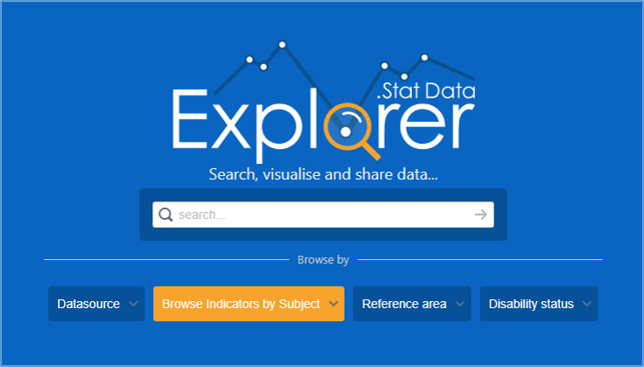 .Stat Data
Explorer
Search, visualise and share data...
search...
Browse by
Datasource
Browse Indicators by Subject
Reference area
Disability status